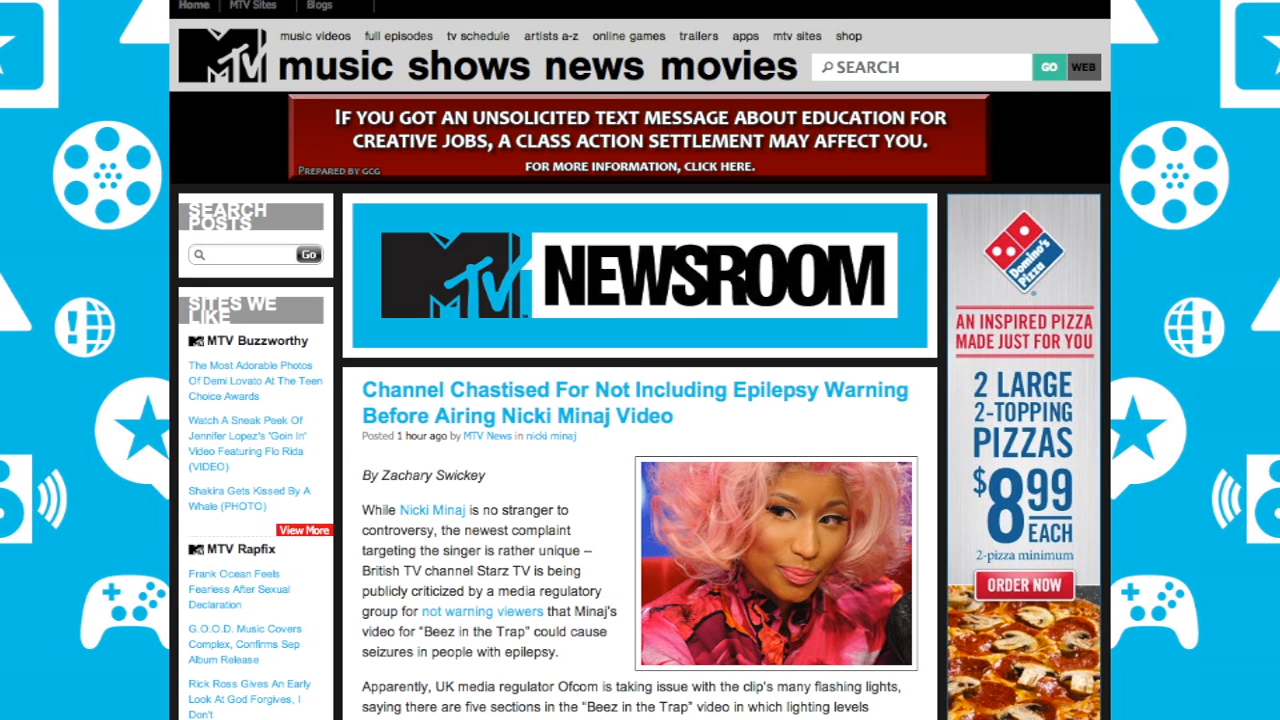 Home
MTV Sites
Blogs
MTV
music videos full episodes tv schedule artists a-z online games trailers apps mtv sites shop
music shows news movies
SEARCH
GO
WEB
IF YOU GOT AN UNSOLICITED TEXT MESSAGE ABOUT EDUCATION FOR
CREATIVE JOBS, A CLASS ACTION SETTLEMENT MAY AFFECT YOU.
FOR MORE INFORMATION, CLICK HERE.
PREPARED BY GCG
SEARCH
POSTS
Go
SITES WE
LIKE
MTV Buzzworthy
The Most Adorable Photos
Of Demi Lovato At The Teen
Choice Awards
Watch A Sneak Peek Of
Jennifer Lopez's "Goin In"
Video Featuring Flo Rida
(VIDEO)
Shakira Gets Kissed By A
Whale (PHOTO)
View More
MTV Rapfix
Frank Ocean Feels
Fearless After Sexual
Declaration
G.O.O.D. Music Covers
Complex, Confirms Sep
Album Release
Rick Ross Gives An Early
Look At God Forgives, I
Don't
MTV NEWSROOM
Channel Chastised For Not Including Epilepsy Warning
Before Airing Nicki Minaj Video
Posted 1 hour ago by MTV News in nicki minaj
By Zachary Swickey
While Nicki Minaj is no stranger to
controversy, the newest complaint
targeting the singer is rather unique –
British TV channel Starz TV is being
publicly criticized by a media regulatory
group for not warning viewers that Minaj's
video for "Beez in the Trap" could cause
seizures in people with epilepsy.
Apparently, UK media regulator Ofcom is taking issue with the clip's many flashing lights,
saying there are five sections in the "Beez in the Trap" video in which lighting levels
Domino's
Pizza
AN INSPIRED PIZZA
MADE JUST FOR YOU
2 LARGE
2-TOPPING
PIZZAS
$8.99
EACH
2-pizza minimum
ORDER NOW